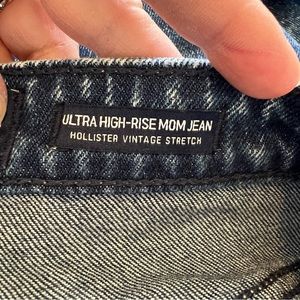 ULTRA HIGH-RISE MOM JEAN
HOLLISTER VINTAGE STRETCH